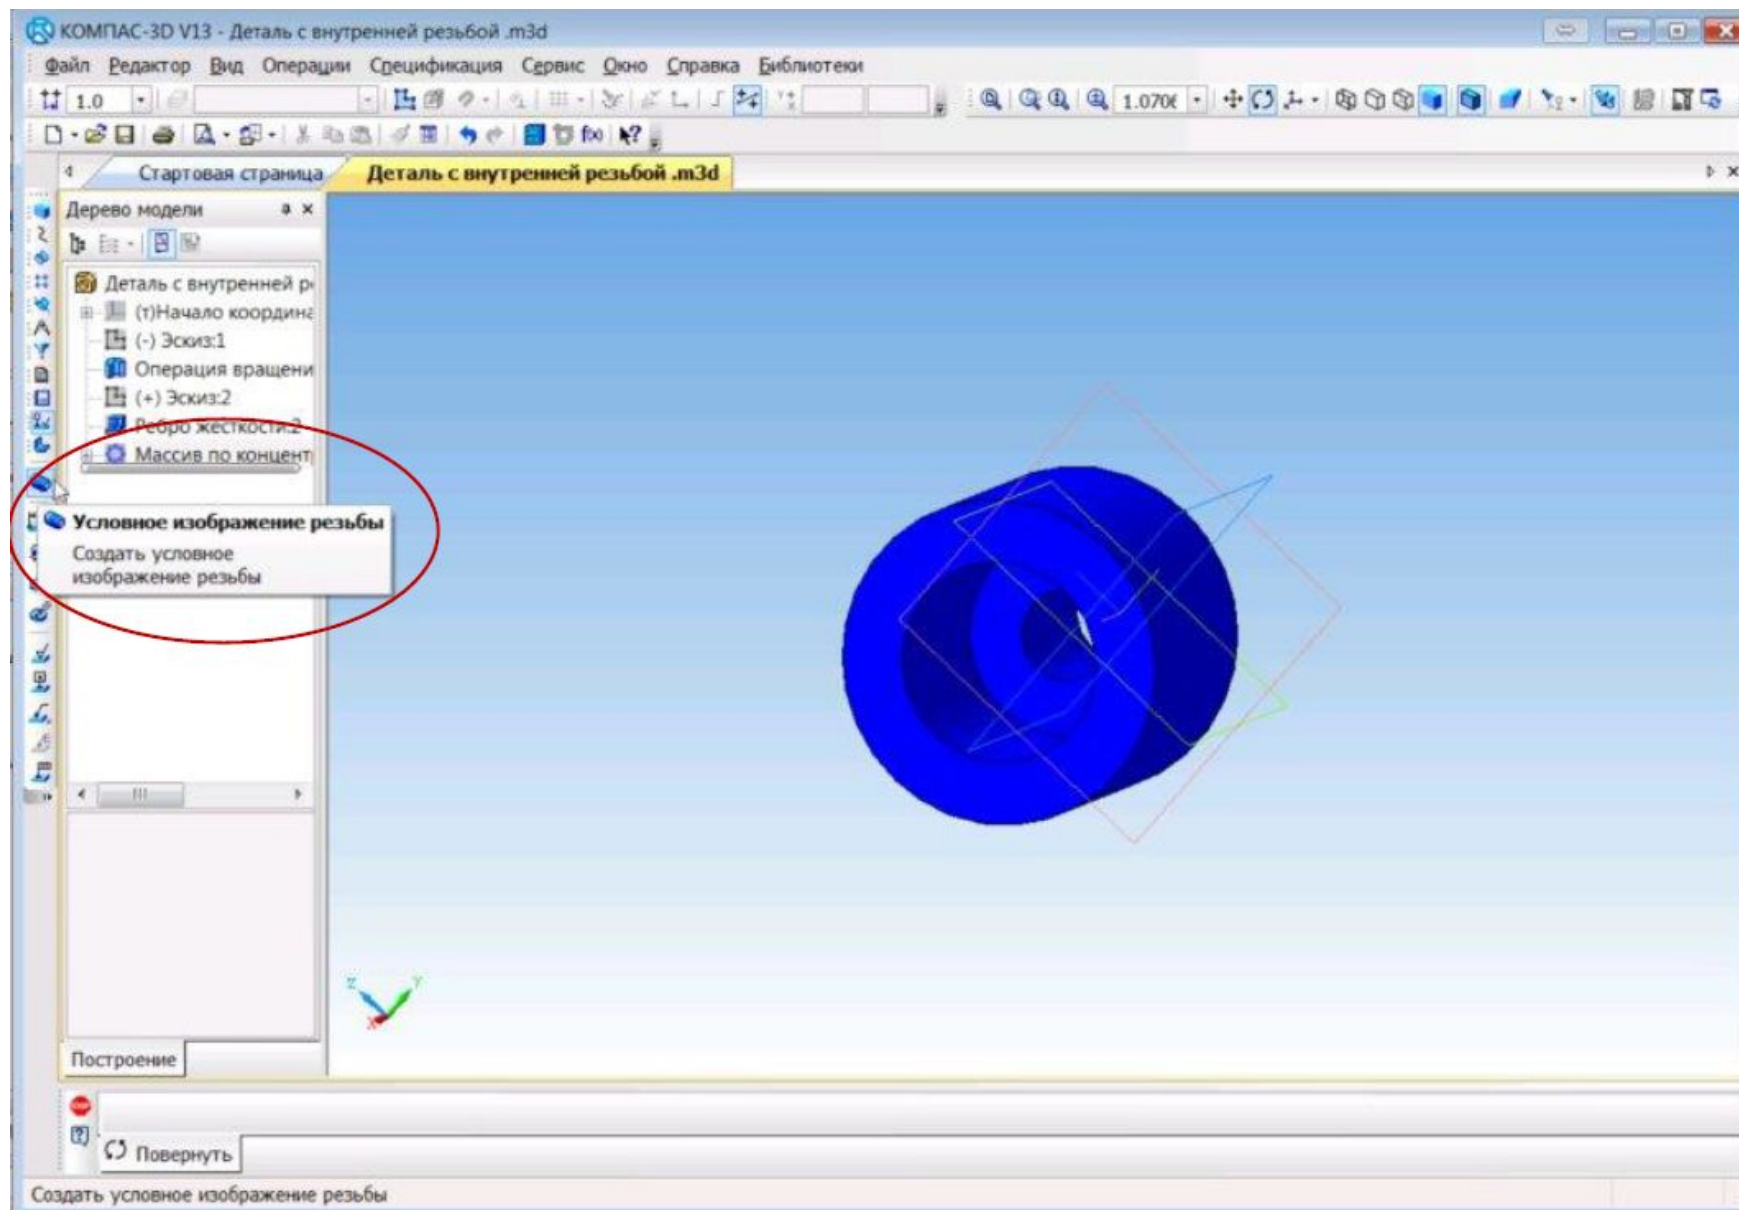 КОМПАС-3D V13 - Деталь с внутренней резьбой .m3d
Файл Редактор Вид Операции Спецификация Сервис Окно Справка Библиотеки
1.0
1.070
f(x)
Стартовая страница
Деталь с внутренней резьбой .m3d
Дерево модели
Деталь с внутренней р
(т)Начало координа
(-) Эскиз:1
Операция вращени
(+) Эскиз:2
Ребро жесткости:2
Массив по концент
Условное изображение резьбы
Создать условное
изображение резьбы
Z Y
X
Построение
Повернуть
Создать условное изображение резьбы